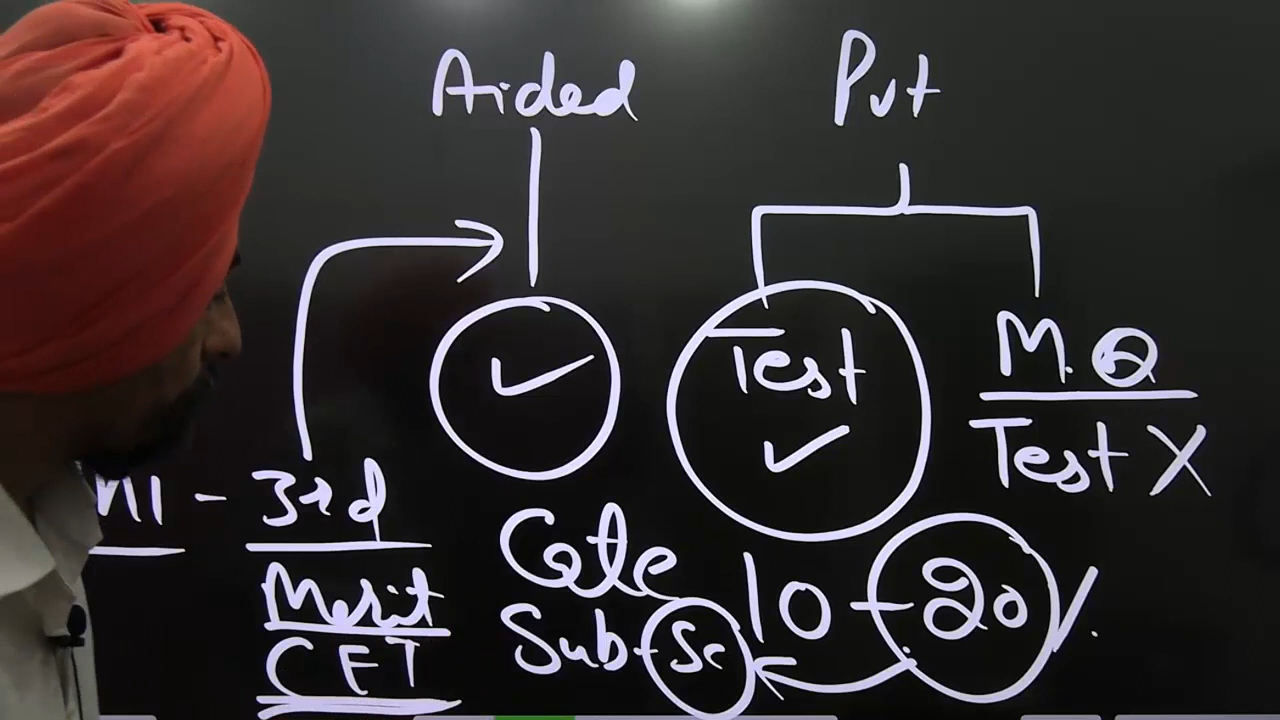 Aided
Pvt
Test
M.Q
Test X
3rd
Merit
CET
Cate
Sub-Sc
10-20%.